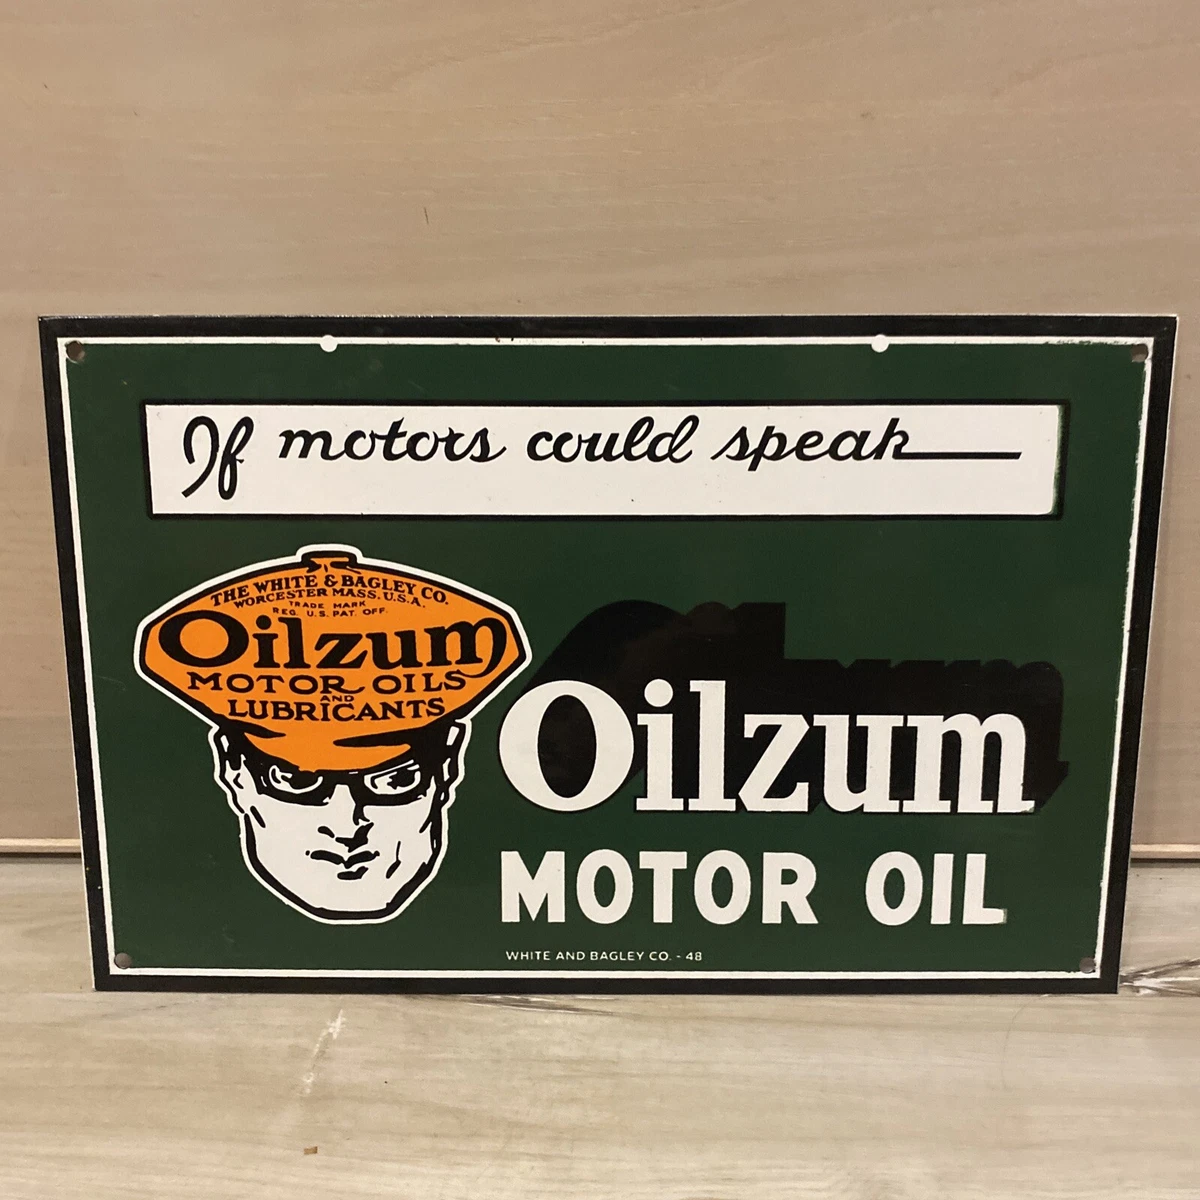 If motors could speak
THE WHITE & BAGLEY CO.
WORCESTER MASS. U.S.A.
TRADE MARK
REG. U.S. PAT. OFF.
Oilzum
MOTOR OILS
AND
LUBRICANTS
Oilzum
MOTOR OIL
WHITE AND BAGLEY CO. - 48